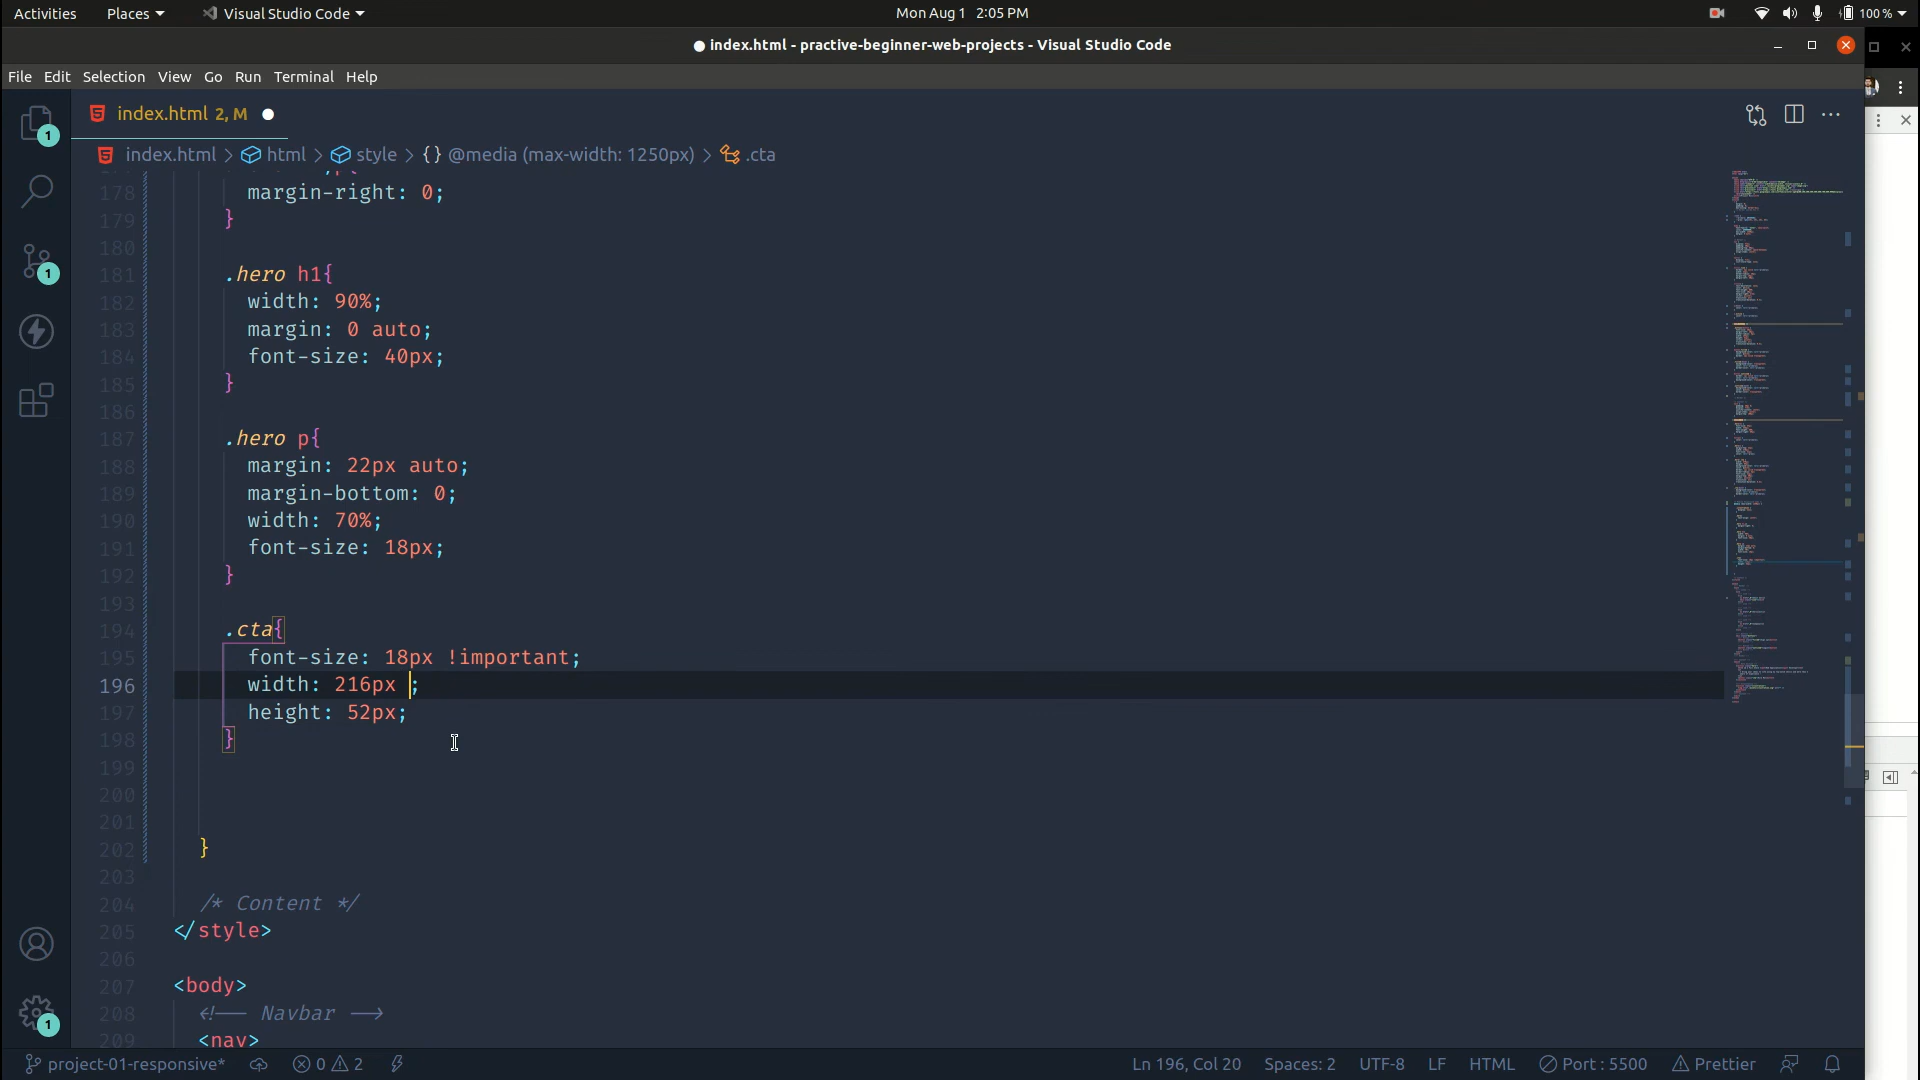 Activities Places Visual Studio Code Mon Aug 1 2:05 PM 100 %
index.html - practive-beginner-web-projects - Visual Studio Code
File Edit Selection View Go Run Terminal Help
index.html 2, M
index.html > html > style > {} @media (max-width: 1250px) > .cta
178 margin-right: 0;
179 }
180
181 .hero h1{
182 width: 90%;
183 margin: 0 auto;
184 font-size: 40px;
185 }
186
187 .hero p{
188 margin: 22px auto;
189 margin-bottom: 0;
190 width: 70%;
191 font-size: 18px;
192 }
193
194 .cta{
195 font-size: 18px !important;
196 width: 216px ;
197 height: 52px;
198 }
199
200
201
202 }
203
204 /* Content */
205 </style>
206
207 <body>
208 <!-- Navbar -->
209 <nav>
1
1
1
project-01-responsive* 0 2 Ln 196, Col 20 Spaces: 2 UTF-8 LF HTML Port : 5500 Prettier